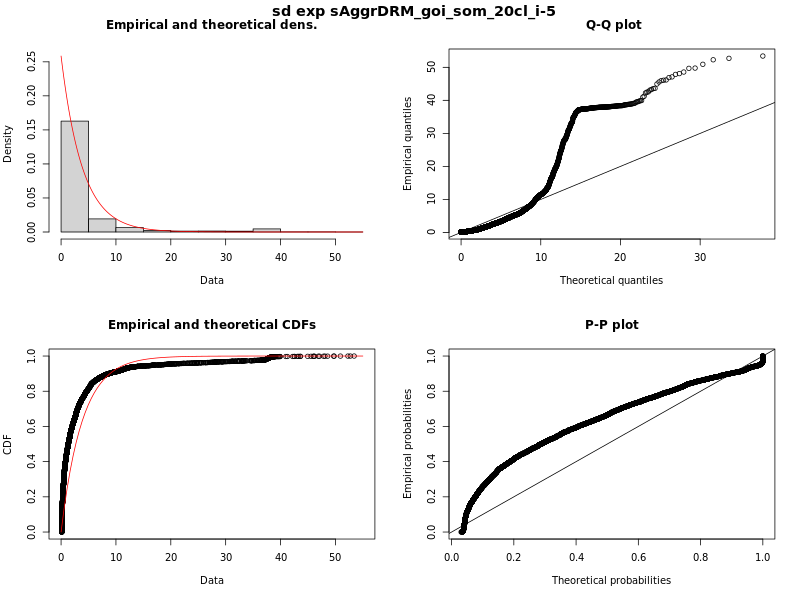 sd exp sAggrDRM_goi_som_20cl_i-5
Empirical and theoretical dens.
Density
0.00 0.05 0.10 0.15 0.20 0.25
0 10 20 30 40 50
Data
Q-Q plot
Empirical quantiles
0 10 20 30 40 50
0 10 20 30
Theoretical quantiles
Empirical and theoretical CDFs
CDF
0.0 0.2 0.4 0.6 0.8 1.0
0 10 20 30 40 50
Data
P-P plot
Empirical probabilities
0.0 0.2 0.4 0.6 0.8 1.0
0.0 0.2 0.4 0.6 0.8 1.0
Theoretical probabilities